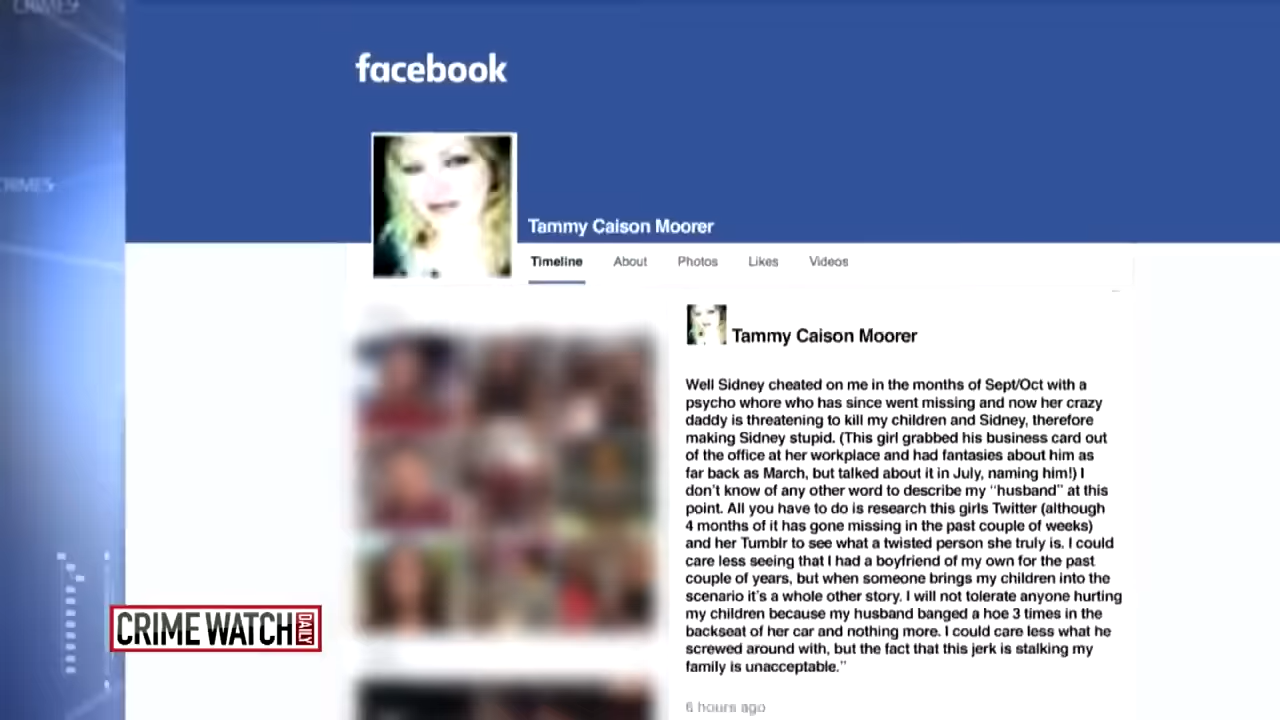 CRIMES
CRIMES
facebook
Tammy Caison Moorer
Timeline About Photos Likes Videos
Tammy Caison Moorer
Well Sidney cheated on me in the months of Sept/Oct with a
psycho whore who has since went missing and now her crazy
daddy is threatening to kill my children and Sidney, therefore
making Sidney stupid. (This girl grabbed his business card out
of the office at her workplace and had fantasies about him as
far back as March, but talked about it in July, naming him!) I
don't know of any other word to describe my "husband" at this
point. All you have to do is research this girls Twitter (although
4 months of it has gone missing in the past couple of weeks)
and her Tumblr to see what a twisted person she truly is. I could
care less seeing that I had a boyfriend of my own for the past
couple of years, but when someone brings my children into the
scenario it's a whole other story. I will not tolerate anyone hurting
my children because my husband banged a hoe 3 times in the
backseat of her car and nothing more. I could care less what he
screwed around with, but the fact that this jerk is stalking my
family is unacceptable."
6 hours ago
CRIME WATCH DAILY